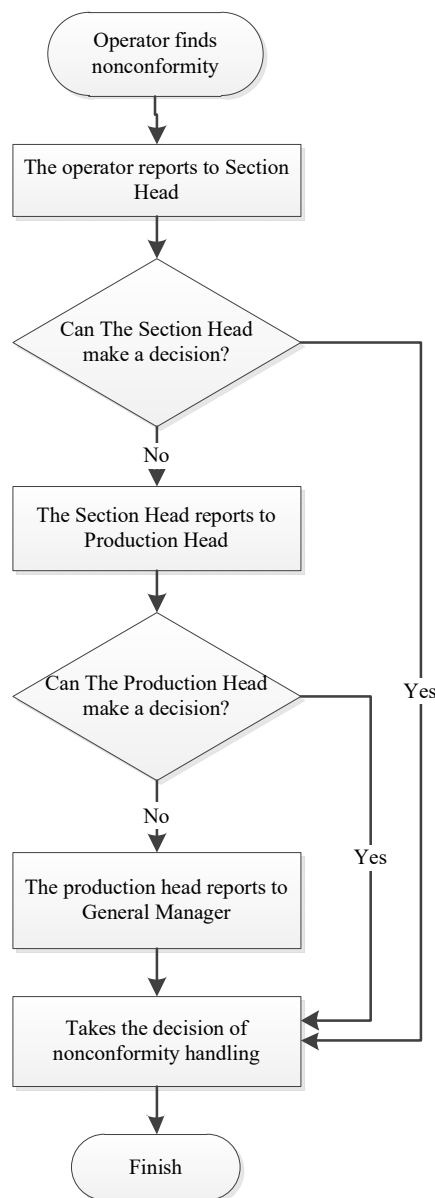 Operator finds
nonconformity
The operator reports to Section
Head
Can The Section Head
make a decision?
No
The Section Head reports to
Production Head
Can The Production Head
make a decision?
Yes
No
Yes
The production head reports to
General Manager
Takes the decision of
nonconformity handling
Finish